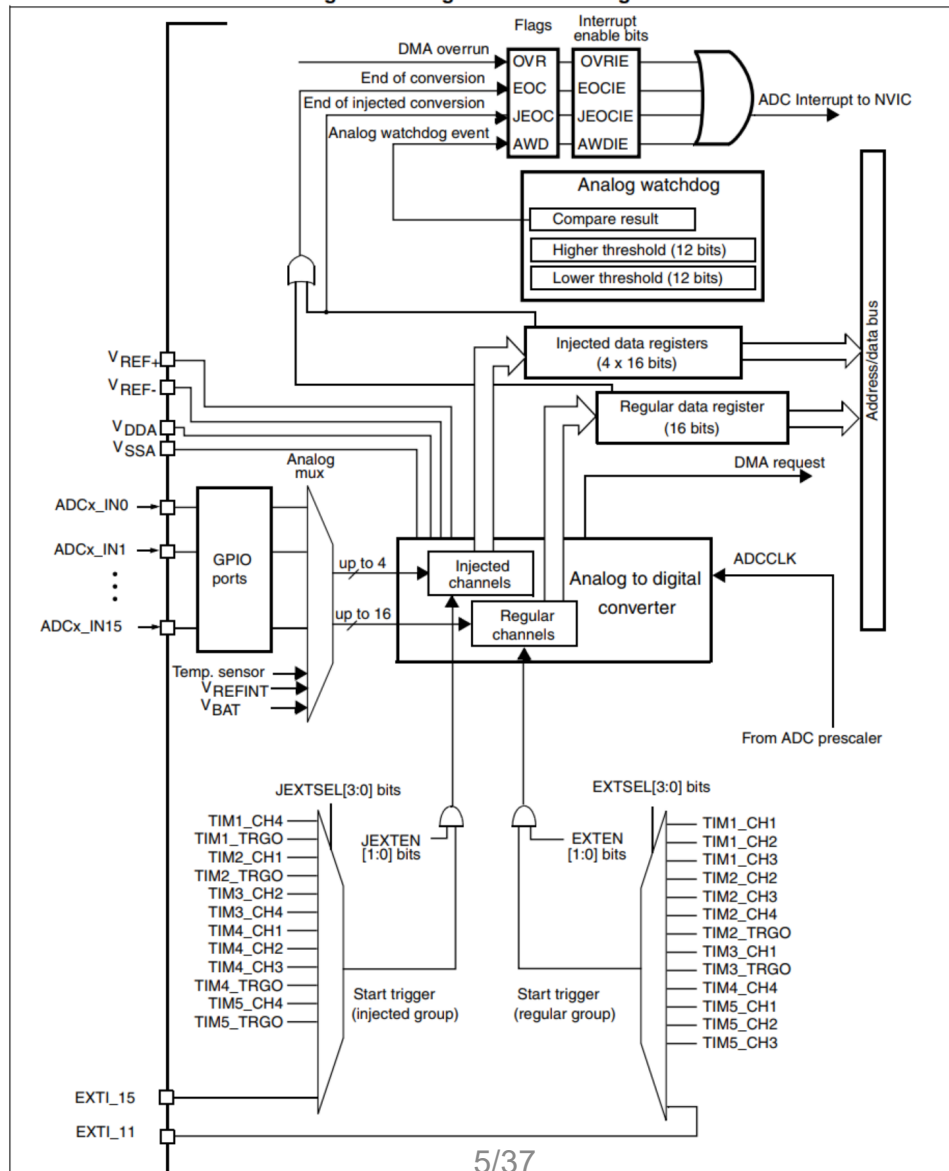 Flags
Interrupt
enable bits
DMA overrun
OVR
OVRIE
End of conversion
EOC
EOCIE
End of injected conversion
JEOC
JEOCIE
ADC Interrupt to NVIC
Analog watchdog event
AWD
AWDIE
Analog watchdog
Compare result
Higher threshold (12 bits)
Lower threshold (12 bits)
Injected data registers
(4 x 16 bits)
Regular data register
(16 bits)
Address/data bus
VREF+
VREF-
VDDA
VSSA
Analog
mux
DMA request
ADCx_IN0
ADCx_IN1
ADCx_IN15
GPIO
ports
up to 4
up to 16
Injected
channels
Regular
channels
Analog to digital
converter
ADCCLK
Temp. sensor
VREFINT
VBAT
From ADC prescaler
JEXTSEL[3:0] bits
EXTSEL[3:0] bits
JEXTEN
[1:0] bits
EXTEN
[1:0] bits
TIM1_CH4
TIM1_TRGO
TIM2_CH1
TIM2_TRGO
TIM3_CH2
TIM3_CH4
TIM4_CH1
TIM4_CH2
TIM4_CH3
TIM4_TRGO
TIM5_CH4
TIM5_TRGO
Start trigger
(injected group)
Start trigger
(regular group)
TIM1_CH1
TIM1_CH2
TIM1_CH3
TIM2_CH2
TIM2_CH3
TIM2_CH4
TIM2_TRGO
TIM3_CH1
TIM3_TRGO
TIM4_CH4
TIM5_CH1
TIM5_CH2
TIM5_CH3
EXTI_15
EXTI_11
5/37